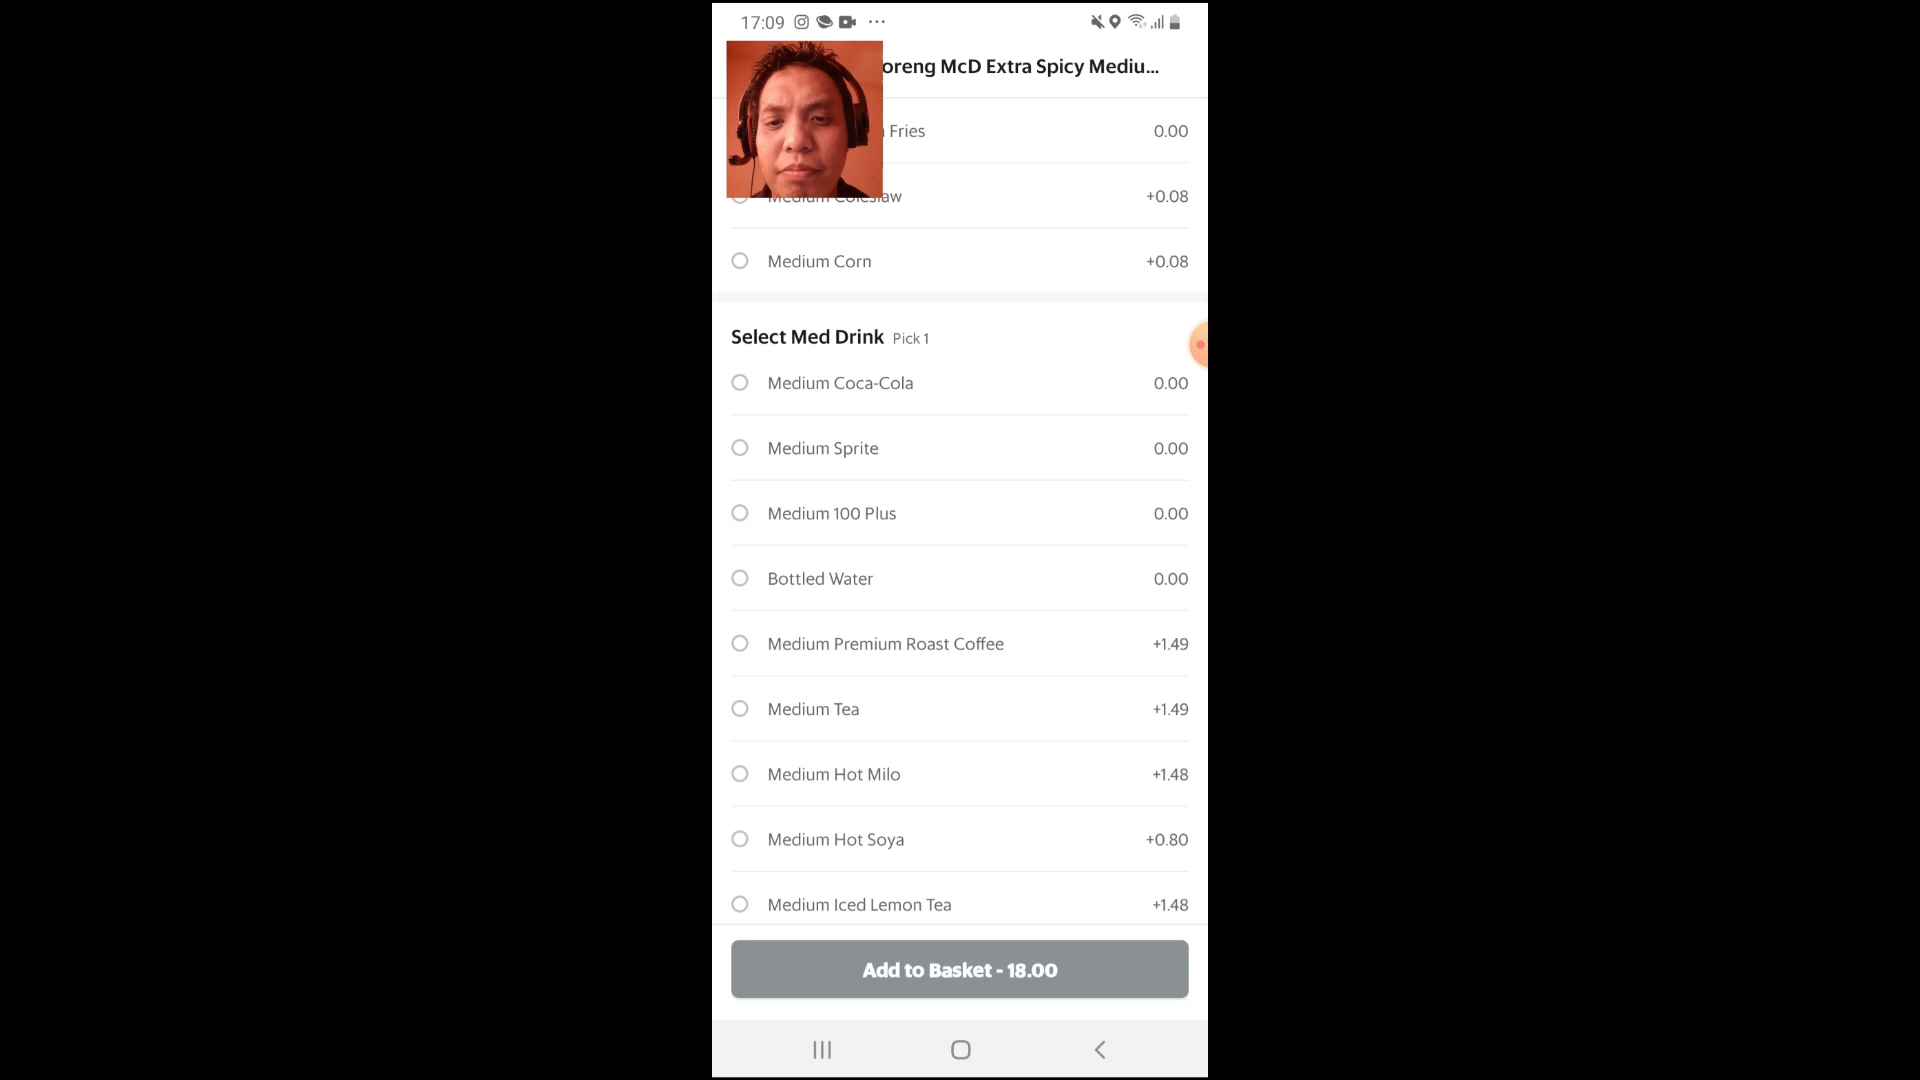 17:09
oreng McD Extra Spicy Mediu...
Fries 0.00
Medium Coleslaw +0.08
Medium Corn +0.08
Select Med Drink Pick 1
Medium Coca-Cola 0.00
Medium Sprite 0.00
Medium 100 Plus 0.00
Bottled Water 0.00
Medium Premium Roast Coffee +1.49
Medium Tea +1.49
Medium Hot Milo +1.48
Medium Hot Soya +0.80
Medium Iced Lemon Tea +1.48
Add to Basket - 18.00